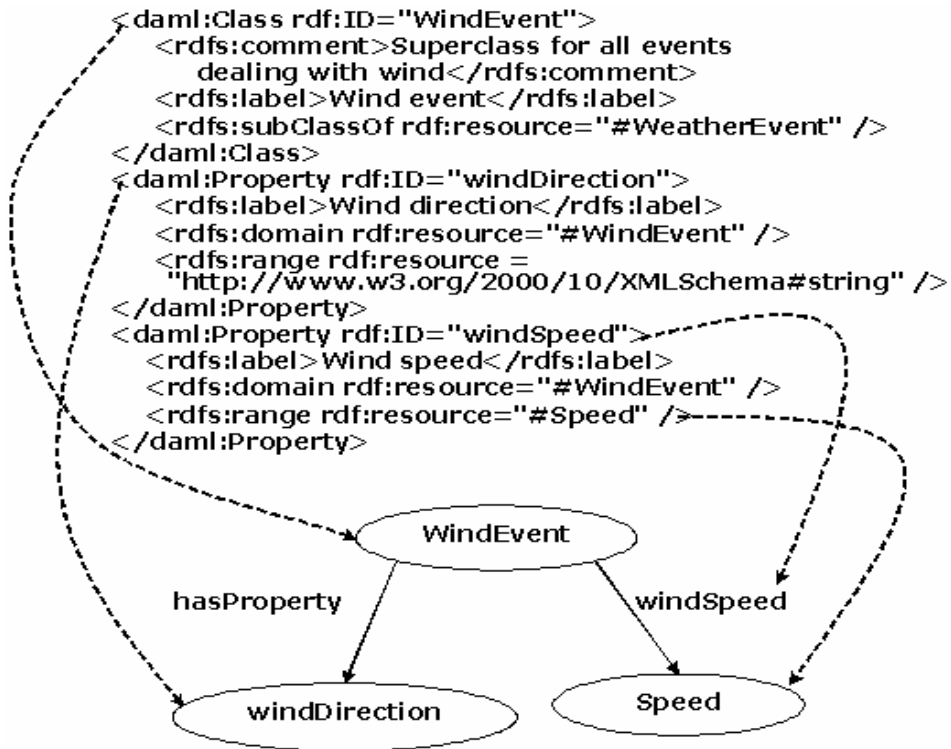 <daml:Class rdf:ID="WindEvent">
<rdfs:comment>Superclass for all events
dealing with wind</rdfs:comment>
<rdfs:label>Wind event</rdfs:label>
<rdfs:subClassOf rdf:resource="#WeatherEvent" />
</daml:Class>
<daml:Property rdf:ID="windDirection">
<rdfs:label>Wind direction</rdfs:label>
<rdfs:domain rdf:resource="#WindEvent" />
<rdfs:range rdf:resource =
"http://www.w3.org/2000/10/XMLSchema#string" />
</daml:Property>
<daml:Property rdf:ID="windSpeed">
<rdfs:label>Wind speed</rdfs:label>
<rdfs:domain rdf:resource="#WindEvent" />
<rdfs:range rdf:resource="#Speed" />
</daml:Property>
WindEvent
hasProperty
windSpeed
windDirection
Speed